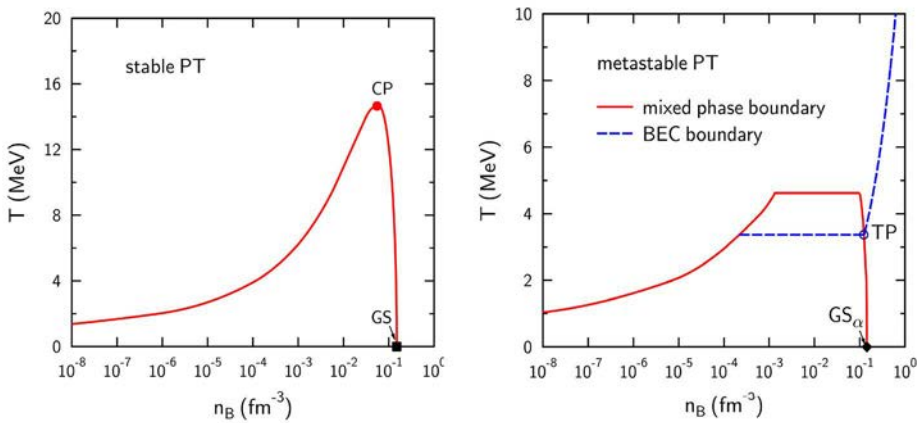 20
16
12
8
4
0
T (MeV)
stable PT
CP
GS
10⁻⁸ 10⁻⁷ 10⁻⁶ 10⁻⁵ 10⁻⁴ 10⁻³ 10⁻² 10⁻¹ 10⁰
n_B (fm⁻³)
10
8
6
4
2
0
T (MeV)
metastable PT
mixed phase boundary
BEC boundary
TP
GS_α
10⁻⁸ 10⁻⁷ 10⁻⁶ 10⁻⁵ 10⁻⁴ 10⁻³ 10⁻² 10⁻¹ 10⁰
n_B (fm⁻³)